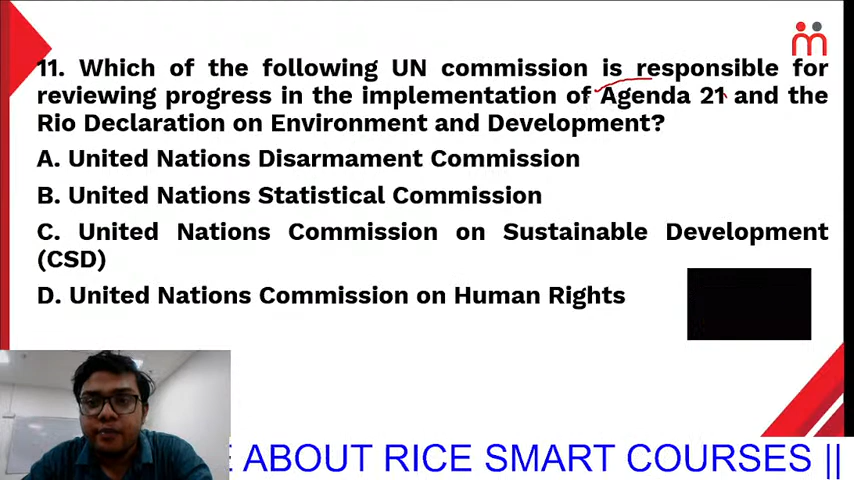 11. Which of the following UN commission is responsible for
reviewing progress in the implementation of Agenda 21 and the
Rio Declaration on Environment and Development?
A. United Nations Disarmament Commission
B. United Nations Statistical Commission
C. United Nations Commission on Sustainable Development
(CSD)
D. United Nations Commission on Human Rights
ABOUT RICE SMART COURSES ||